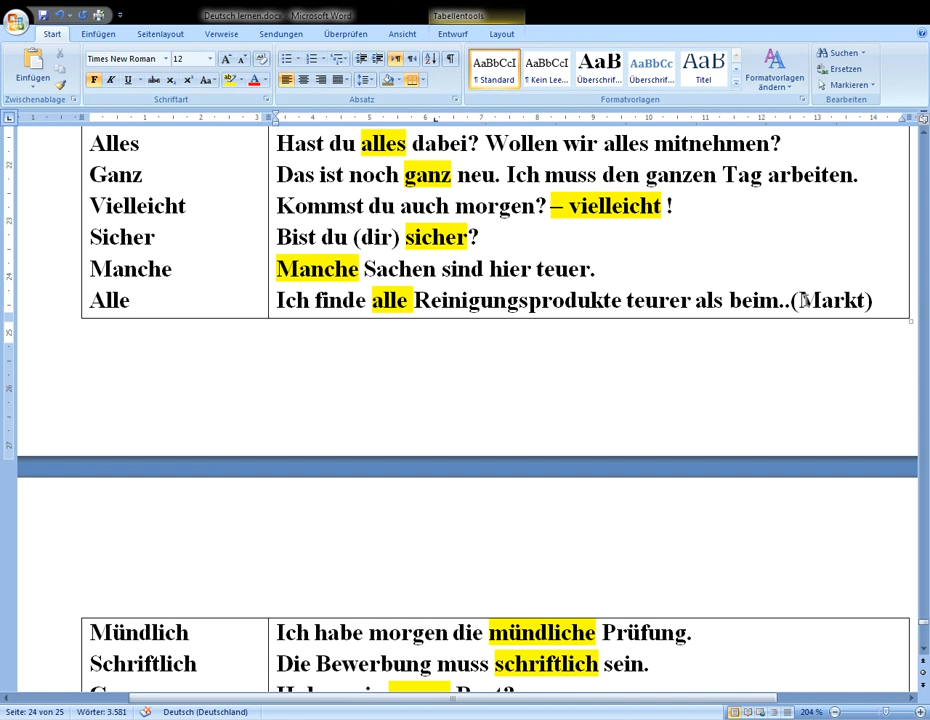 Deutsch lernen.docx - Microsoft Word Tabellentools
Start Einfügen Seitenlayout Verweise Sendungen Überprüfen Ansicht Entwurf Layout
Times New Roman 12 AaBbCcI AaBbCcI AaBbC AaBbCc AaB Suchen
Ersetzen
Einfügen ¶ Standard ¶ Kein Lee... Überschrif... Überschrif... Titel Formatvorlagen ändern Markieren
Zwischenablage Schriftart Absatz Formatvorlagen Bearbeiten
Alles Hast du alles dabei? Wollen wir alles mitnehmen?
Ganz Das ist noch ganz neu. Ich muss den ganzen Tag arbeiten.
Vielleicht Kommst du auch morgen? – vielleicht !
Sicher Bist du (dir) sicher?
Manche Manche Sachen sind hier teuer.
Alle Ich finde alle Reinigungsprodukte teurer als beim..(Markt)
Mündlich Ich habe morgen die mündliche Prüfung.
Schriftlich Die Bewerbung muss schriftlich sein.
Seite: 24 von 25 Wörter: 3.581 Deutsch (Deutschland) 204 %